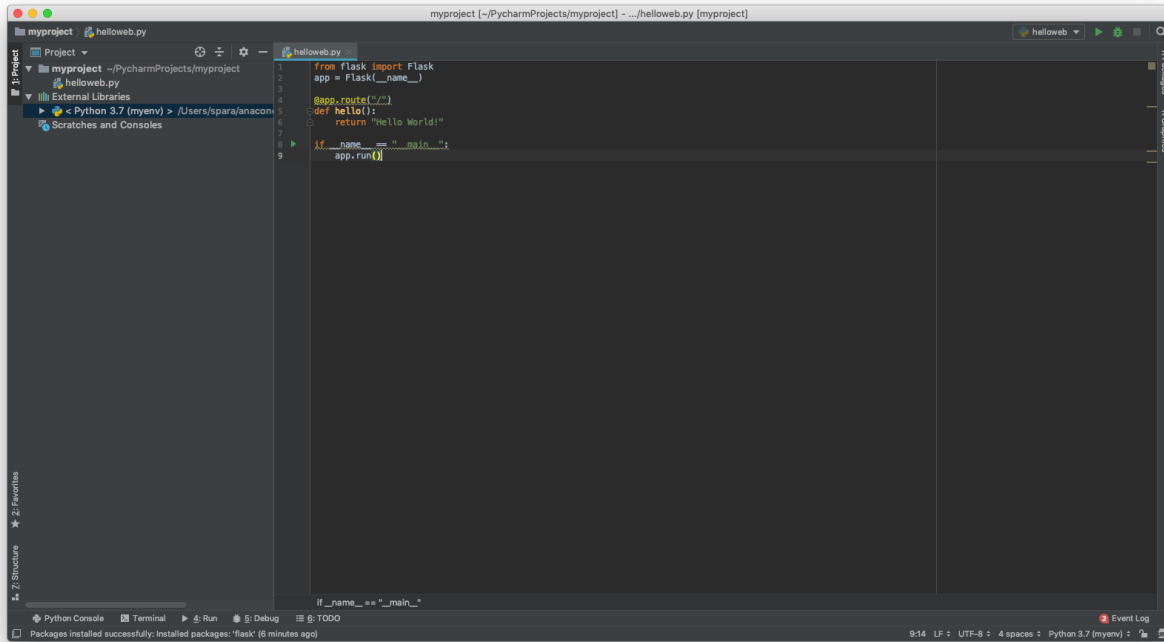 myproject [~/PycharmProjects/myproject] - .../helloweb.py [myproject]
myproject helloweb.py
helloweb
1: Project
Project
helloweb.py
myproject ~/PycharmProjects/myproject
helloweb.py
External Libraries
< Python 3.7 (myenv) > /Users/spara/anacon
Scratches and Consoles
1 from flask import Flask
2 app = Flask(__name__)
3
4 @app.route("/")
5 def hello():
6 return "Hello World!"
7
8 if __name__ == "__main__":
9 app.run()
2: Favorites
7: Structure
if __name__ == "__main__"
Python Console Terminal 4: Run 5: Debug 6: TODO
2 Event Log
Packages installed successfully: Installed packages: 'flask' (6 minutes ago)
9:14 LF UTF-8 4 spaces Python 3.7 (myenv)